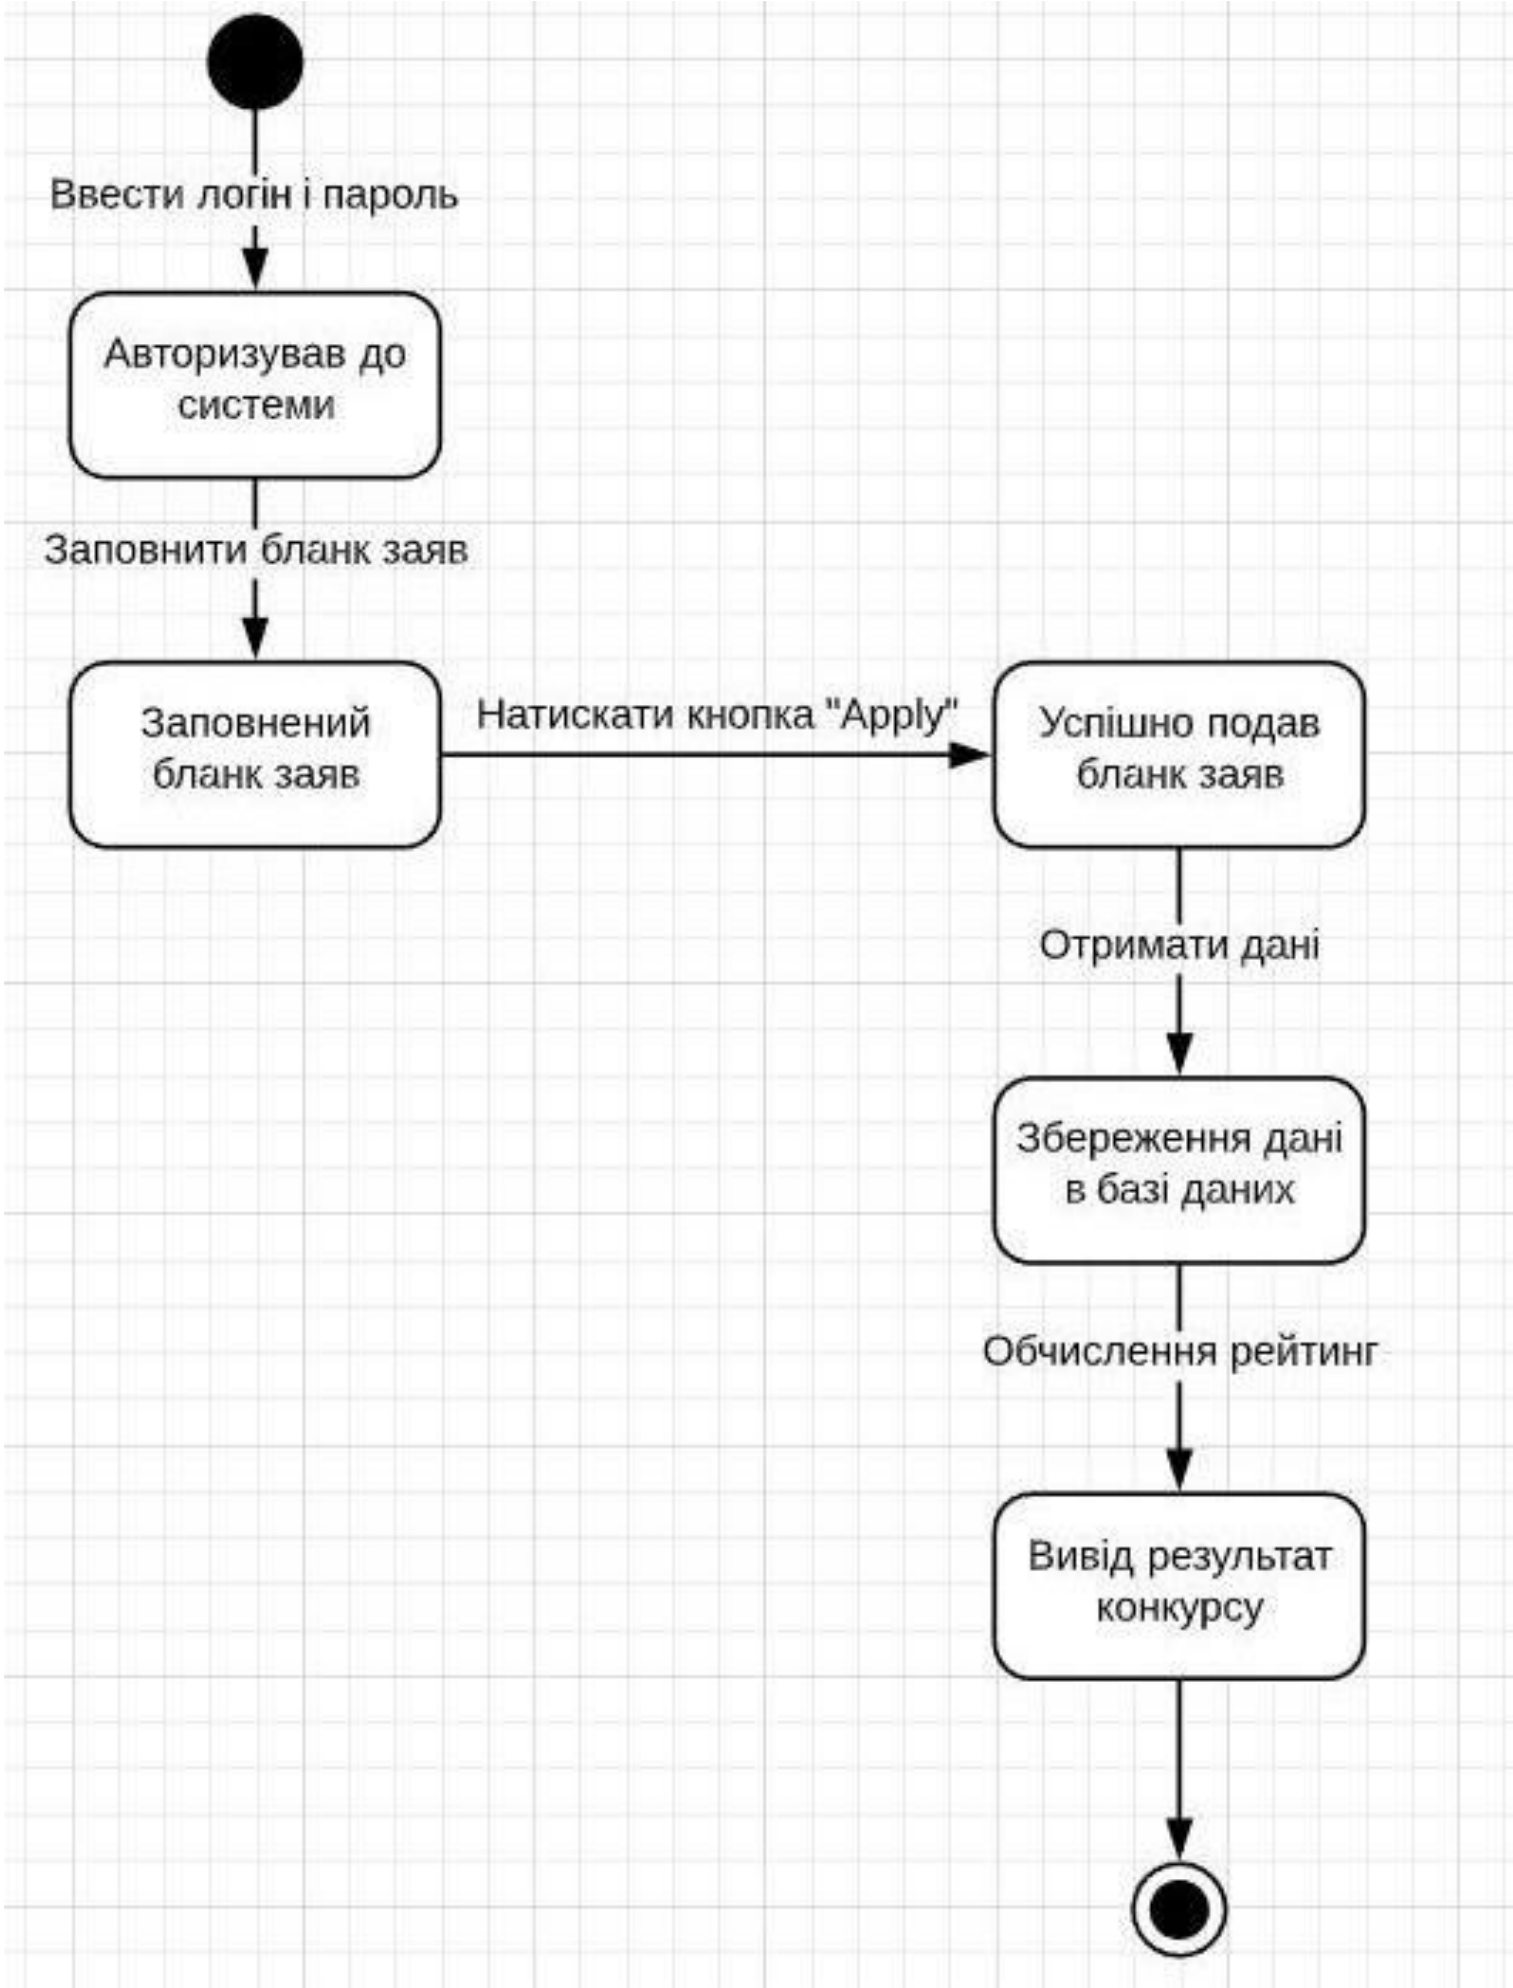 Ввести логін і пароль
Авторизував до
системи
Заповнити бланк заяв
Заповнений
бланк заяв
Натискати кнопка "Apply"
Успішно подав
бланк заяв
Отримати дані
Збереження дані
в базі даних
Обчислення рейтинг
Вивід результат
конкурсу